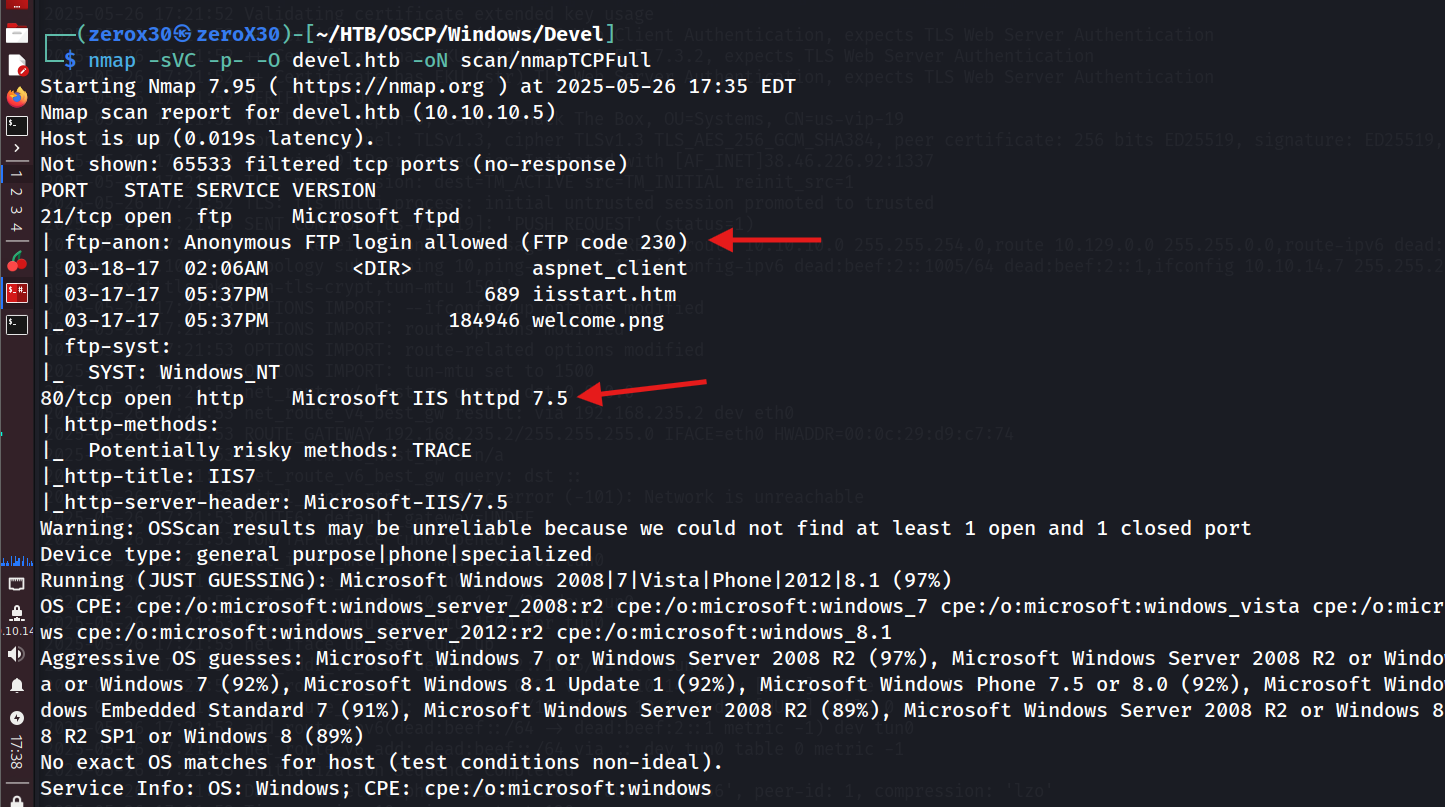 ┌──(zerox30㉿zeroX30)-[~/HTB/OSCP/Windows/Devel]
└─$ nmap -sVC -p- -O devel.htb -oN scan/nmapTCPFull
Starting Nmap 7.95 ( https://nmap.org ) at 2025-05-26 17:35 EDT
Nmap scan report for devel.htb (10.10.10.5)
Host is up (0.019s latency).
Not shown: 65533 filtered tcp ports (no-response)
PORT   STATE SERVICE VERSION
21/tcp open  ftp     Microsoft ftpd
| ftp-anon: Anonymous FTP login allowed (FTP code 230)
| 03-18-17  02:06AM       <DIR>          aspnet_client
| 03-17-17  05:37PM                  689 iisstart.htm
|_03-17-17  05:37PM               184946 welcome.png
| ftp-syst:
|_  SYST: Windows_NT
80/tcp open  http    Microsoft IIS httpd 7.5
| http-methods:
|_  Potentially risky methods: TRACE
|_http-title: IIS7
|_http-server-header: Microsoft-IIS/7.5
Warning: OSScan results may be unreliable because we could not find at least 1 open and 1 closed port
Device type: general purpose|phone|specialized
Running (JUST GUESSING): Microsoft Windows 2008|7|Vista|Phone|2012|8.1 (97%)
OS CPE: cpe:/o:microsoft:windows_server_2008:r2 cpe:/o:microsoft:windows_7 cpe:/o:microsoft:windows_vista cpe:/o:micr
ws cpe:/o:microsoft:windows_server_2012:r2 cpe:/o:microsoft:windows_8.1
Aggressive OS guesses: Microsoft Windows 7 or Windows Server 2008 R2 (97%), Microsoft Windows Server 2008 R2 or Windo
a or Windows 7 (92%), Microsoft Windows 8.1 Update 1 (92%), Microsoft Windows Phone 7.5 or 8.0 (92%), Microsoft Windo
dows Embedded Standard 7 (91%), Microsoft Windows Server 2008 R2 (89%), Microsoft Windows Server 2008 R2 or Windows 8
8 R2 SP1 or Windows 8 (89%)
No exact OS matches for host (test conditions non-ideal).
Service Info: OS: Windows; CPE: cpe:/o:microsoft:windows
1
2
3
4
.10.14
17:38